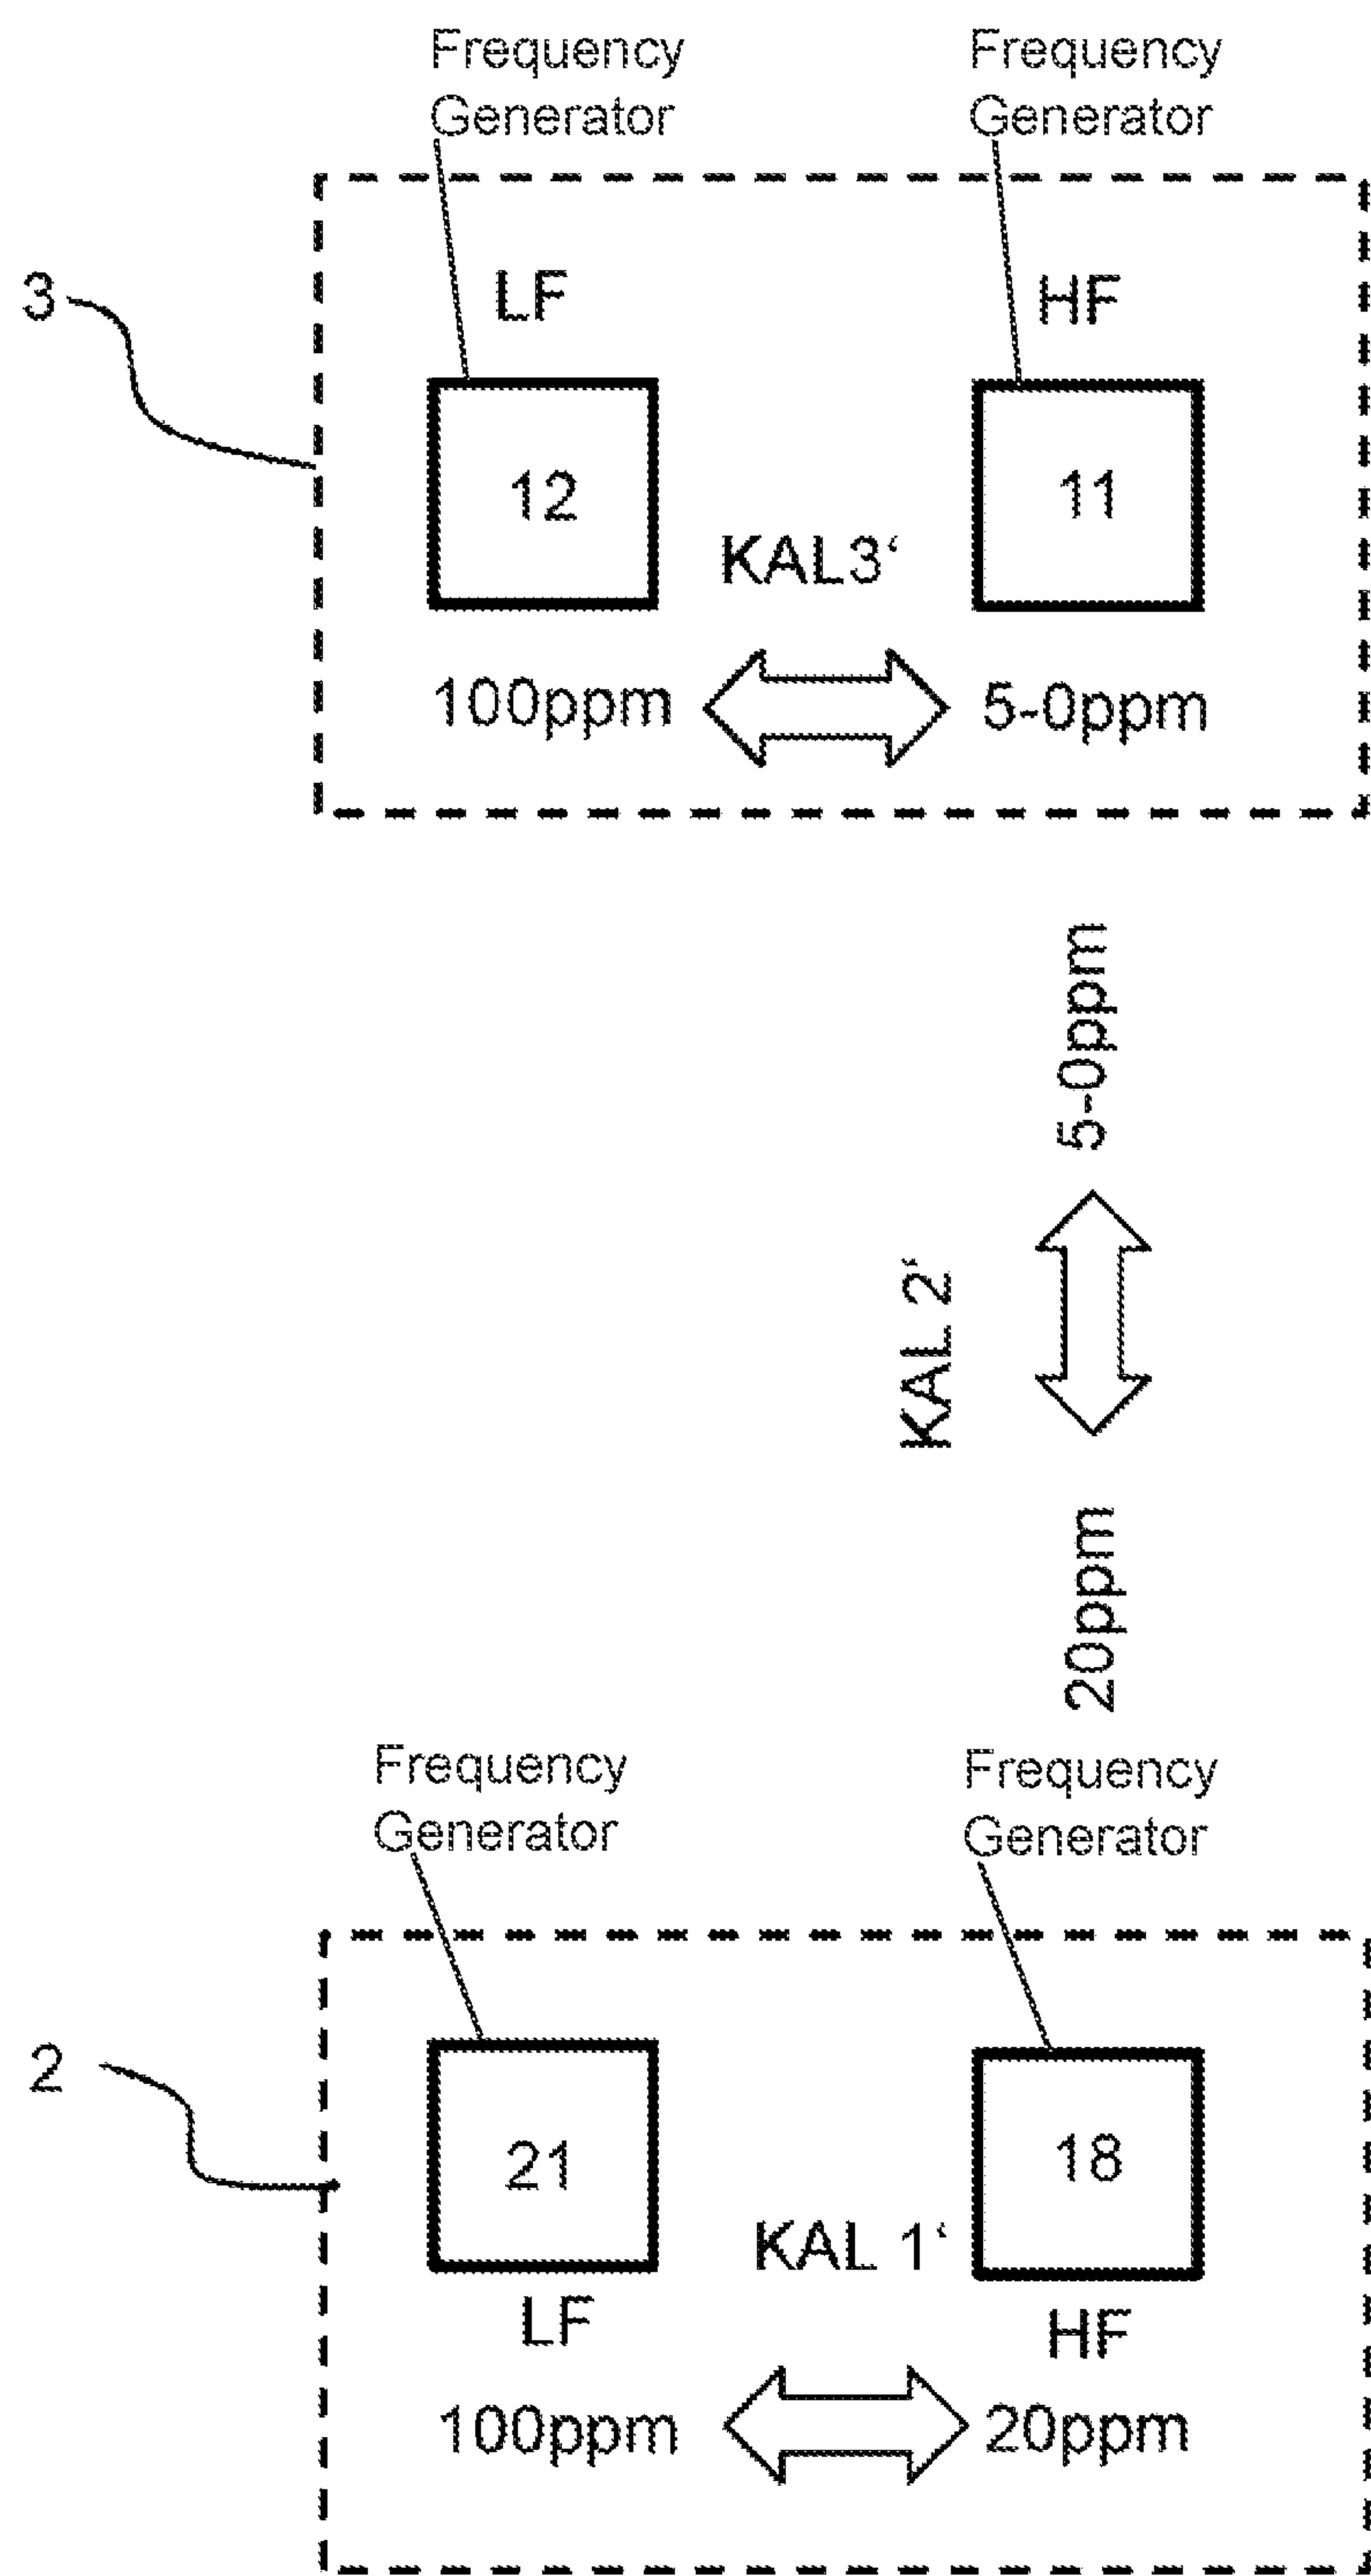 Frequency
Generator
Frequency
Generator
3
LF
HF
12
11
KAL3‘
100ppm
5-0ppm
5-0ppm
KAL 2‘
20ppm
Frequency
Generator
Frequency
Generator
2
21
18
KAL 1‘
LF
HF
100ppm
20ppm